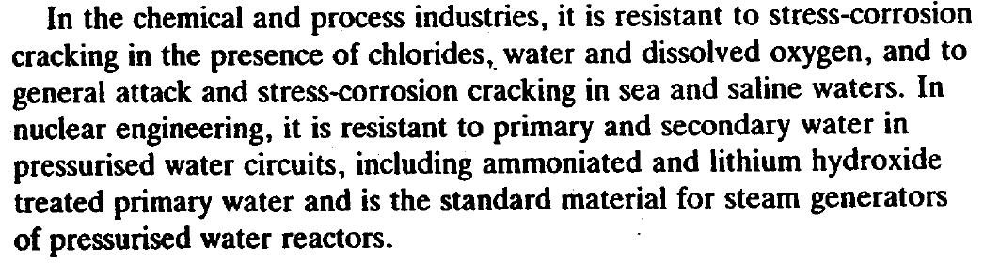 In the chemical and process industries, it is resistant to stress-corrosion
cracking in the presence of chlorides, water and dissolved oxygen, and to
general attack and stress-corrosion cracking in sea and saline waters. In
nuclear engineering, it is resistant to primary and secondary water in
pressurised water circuits, including ammoniated and lithium hydroxide
treated primary water and is the standard material for steam generators
of pressurised water reactors.